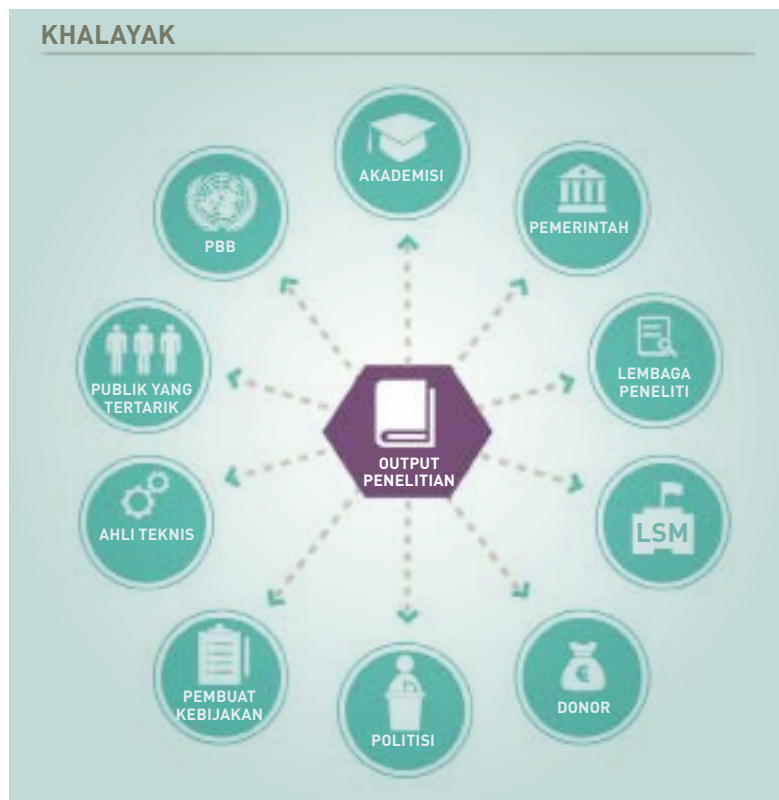 KHALAYAK
AKADEMISI
PEMERINTAH
LEMBAGA
PENELITI
LSM
DONOR
POLITISI
PEMBUAT
KEBIJAKAN
AHLI TEKNIS
PUBLIK YANG
TERTARIK
PBB
OUTPUT
PENELITIAN